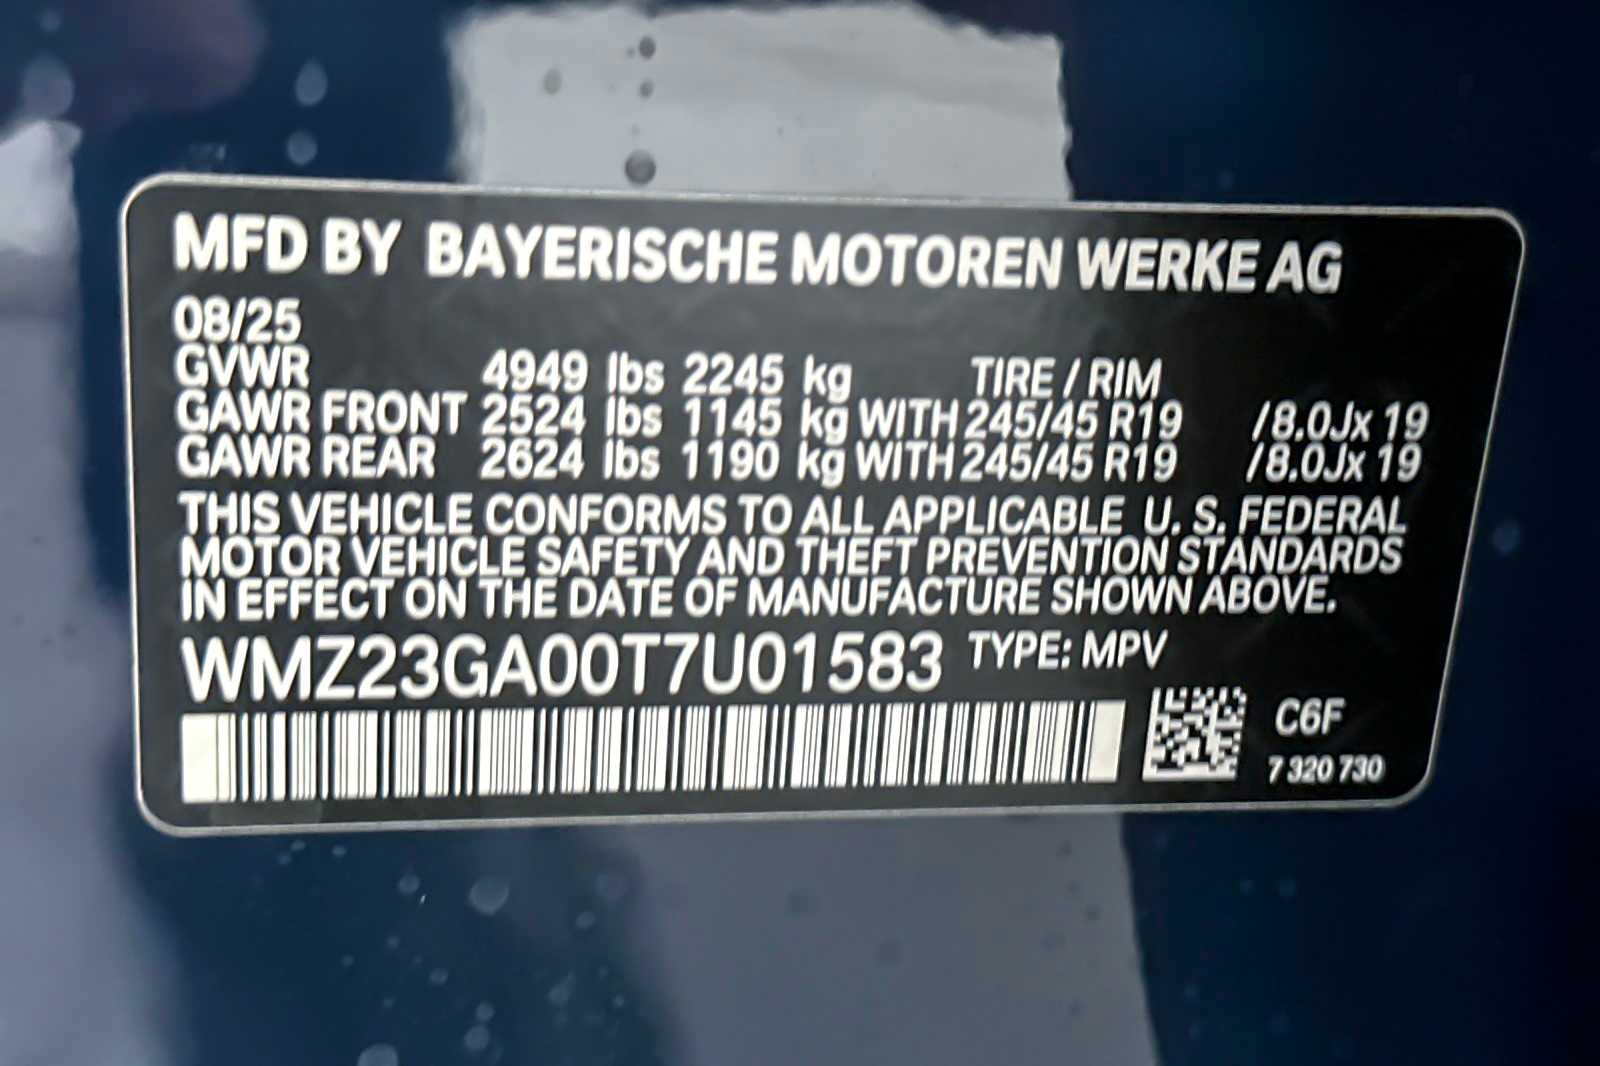 MFD BY BAYERISCHE MOTOREN WERKE AG
08/25
GVWR 4949 lbs 2245 kg TIRE / RIM
GAWR FRONT 2524 lbs 1145 kg WITH 245/45 R19 /8.0Jx 19
GAWR REAR 2624 lbs 1190 kg WITH 245/45 R19 /8.0Jx 19
THIS VEHICLE CONFORMS TO ALL APPLICABLE U. S. FEDERAL
MOTOR VEHICLE SAFETY AND THEFT PREVENTION STANDARDS
IN EFFECT ON THE DATE OF MANUFACTURE SHOWN ABOVE.
WMZ23GA00T7U01583 TYPE: MPV
C6F
7 320 730